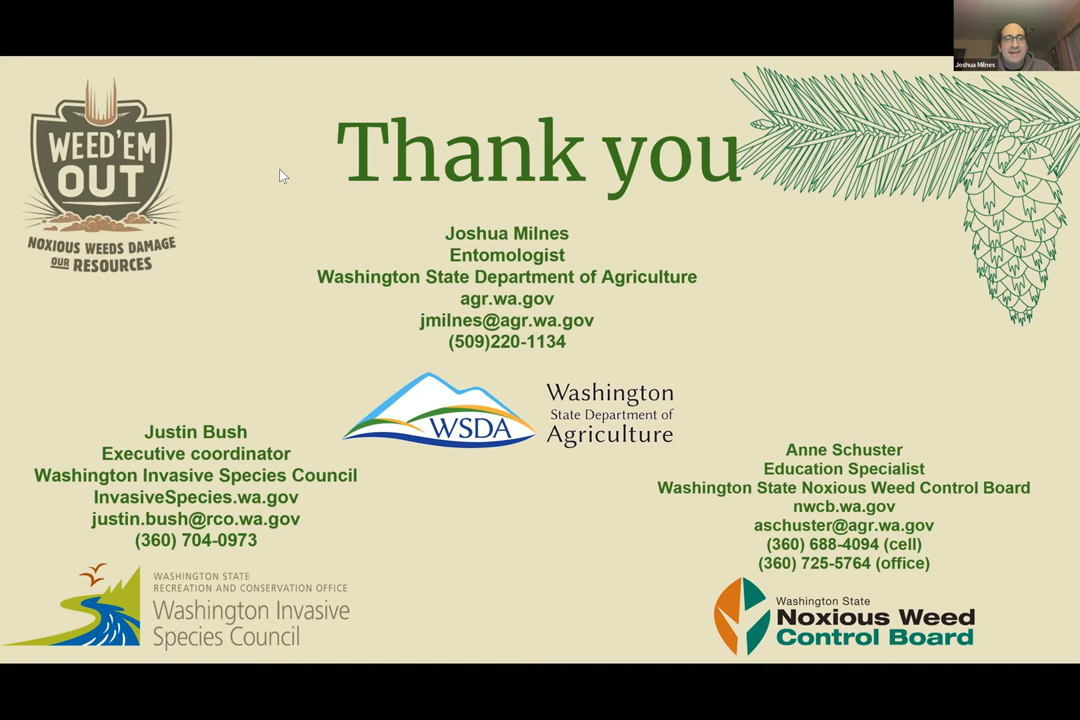 Joshua Milnes
WEED'EM
OUT
NOXIOUS WEEDS DAMAGE
OUR RESOURCES
Thank you
Joshua Milnes
Entomologist
Washington State Department of Agriculture
agr.wa.gov
jmilnes@agr.wa.gov
(509)220-1134
WSDA
Washington
State Department of
Agriculture
Justin Bush
Executive coordinator
Washington Invasive Species Council
InvasiveSpecies.wa.gov
justin.bush@rco.wa.gov
(360) 704-0973
WASHINGTON STATE
RECREATION AND CONSERVATION OFFICE
Washington Invasive
Species Council
Anne Schuster
Education Specialist
Washington State Noxious Weed Control Board
nwcb.wa.gov
aschuster@agr.wa.gov
(360) 688-4094 (cell)
(360) 725-5764 (office)
Washington State
Noxious Weed
Control Board